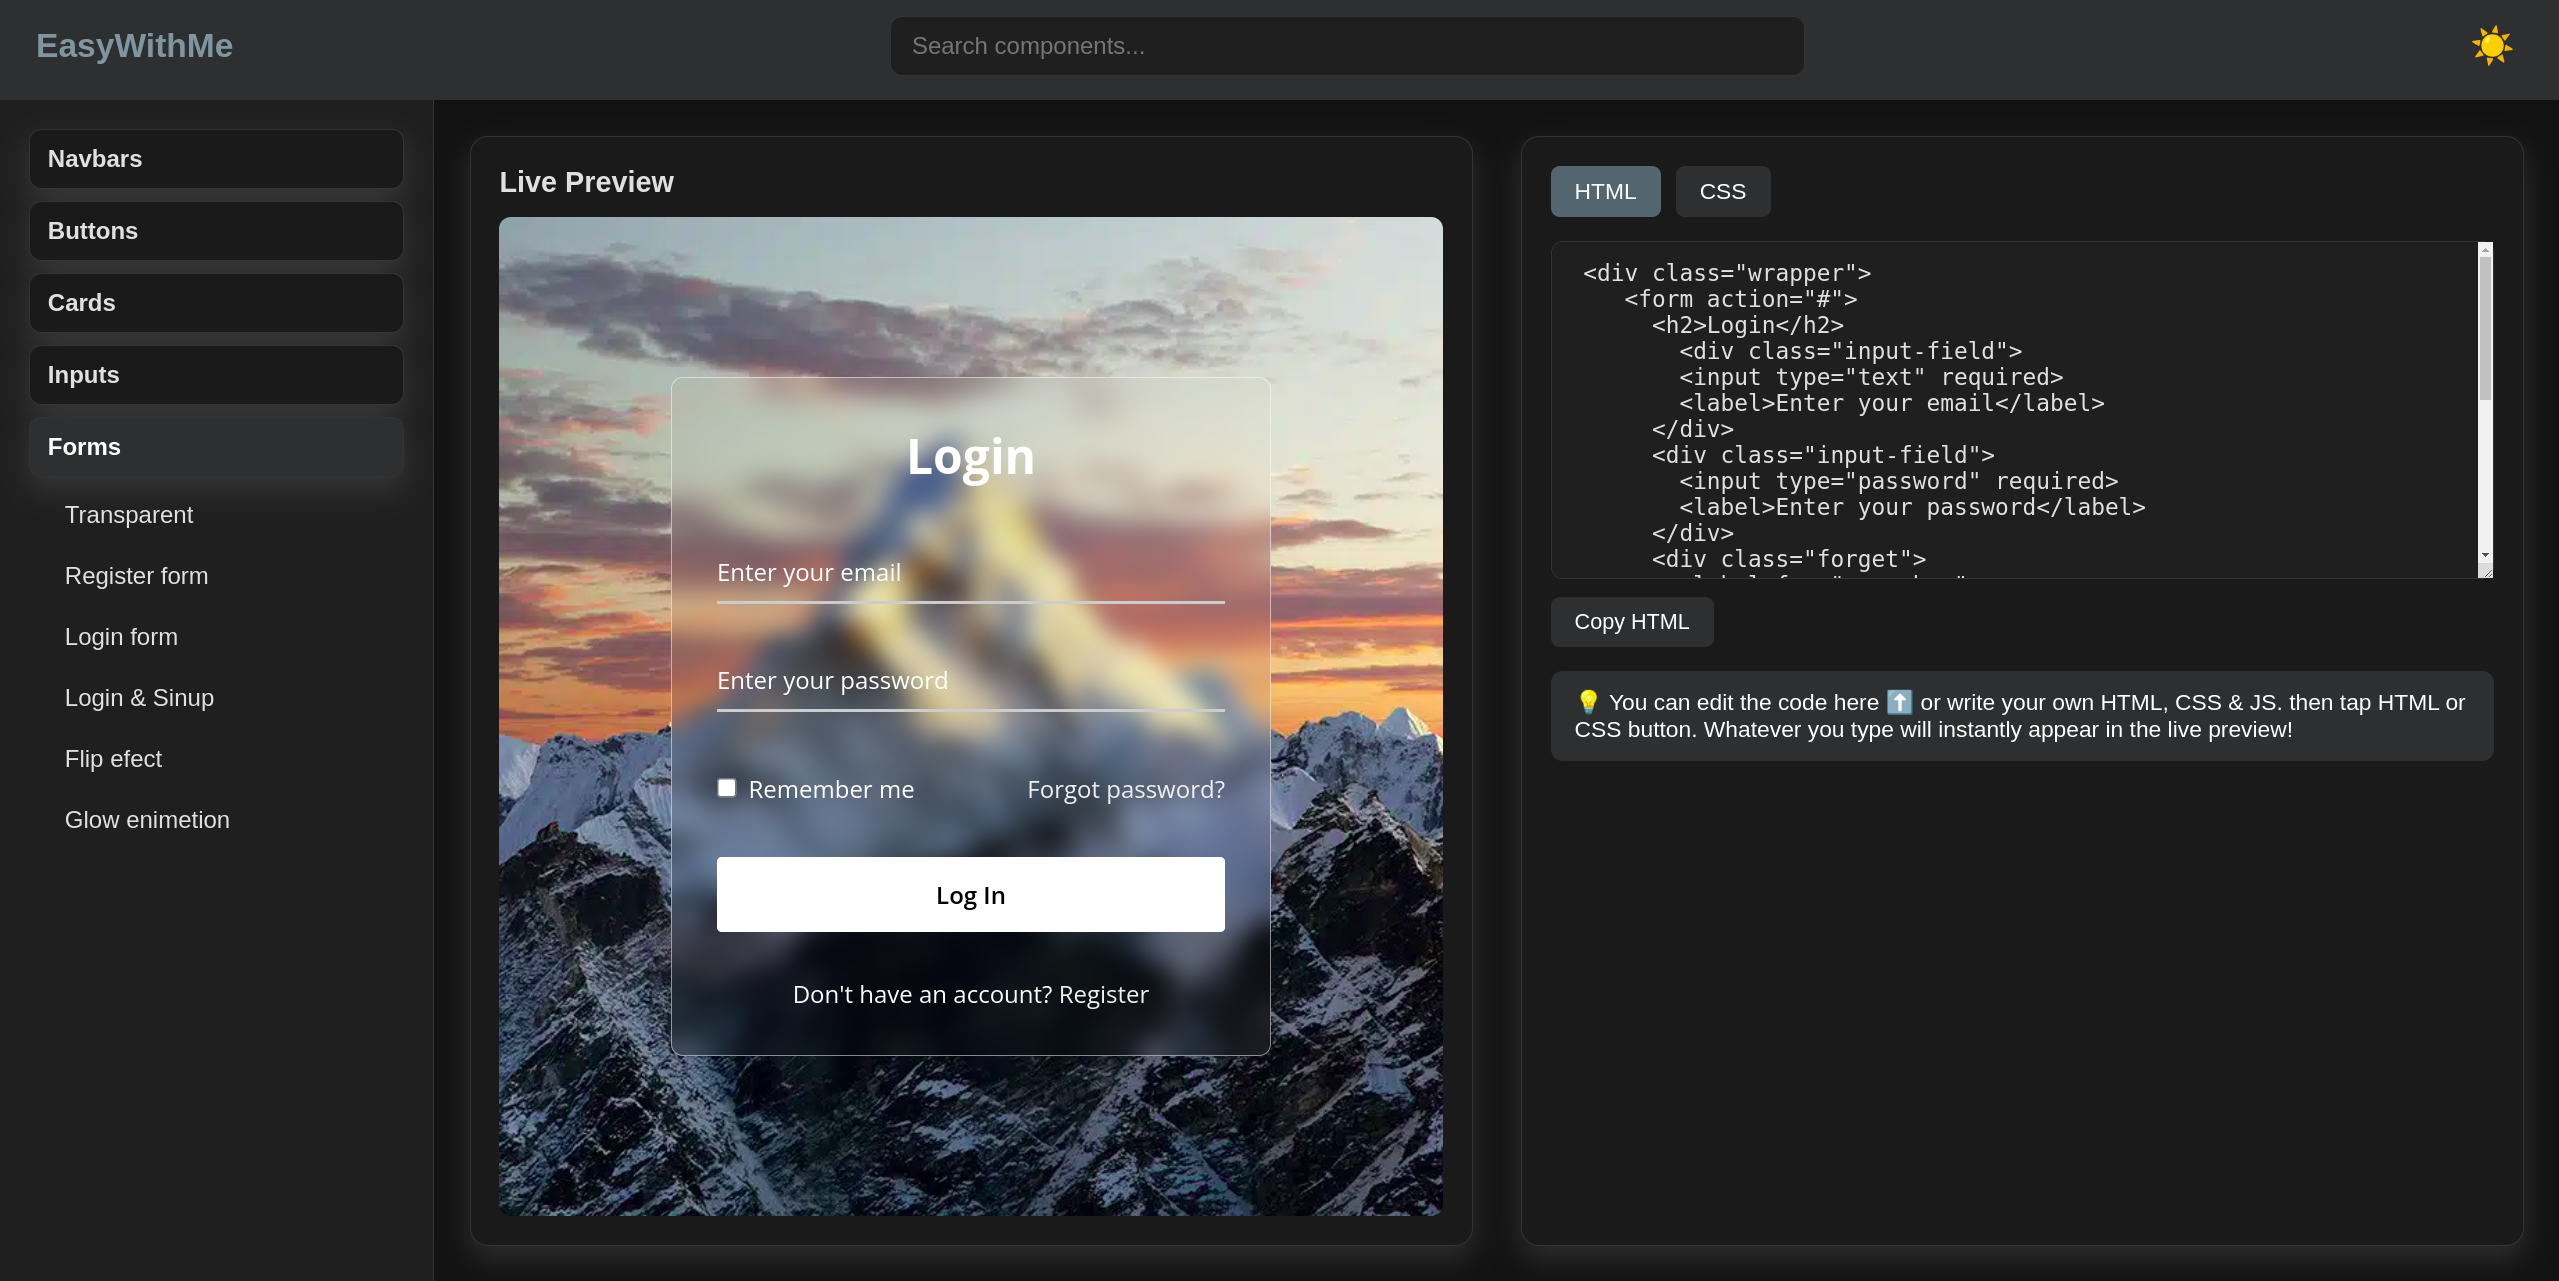 EasyWithMe
Search components...
Navbars
Buttons
Cards
Inputs
Forms
Transparent
Register form
Login form
Login & Sinup
Flip efect
Glow enimetion
Live Preview
Login
Enter your email
Enter your password
Remember me
Forgot password?
Log In
Don't have an account? Register
HTML
CSS
<div class="wrapper">
<form action="#">
<h2>Login</h2>
<div class="input-field">
<input type="text" required>
<label>Enter your email</label>
</div>
<div class="input-field">
<input type="password" required>
<label>Enter your password</label>
</div>
<div class="forget">
Copy HTML
💡 You can edit the code here ⬆️ or write your own HTML, CSS & JS. then tap HTML or
CSS button. Whatever you type will instantly appear in the live preview!